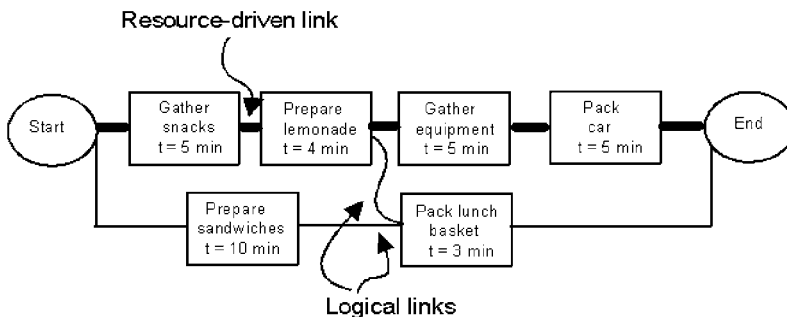 Resource-driven link
Start
Gather
snacks
t = 5 min
Prepare
lemonade
t = 4 min
Gather
equipment
t = 5 min
Pack
car
t = 5 min
End
Prepare
sandwiches
t = 10 min
Pack lunch
basket
t = 3 min
Logical links